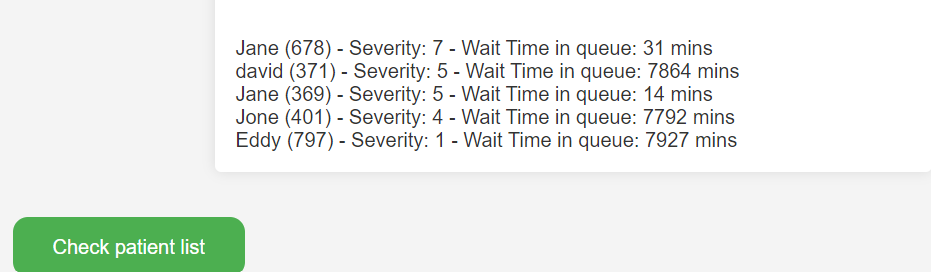 Jane (678) - Severity: 7 - Wait Time in queue: 31 mins
david (371) - Severity: 5 - Wait Time in queue: 7864 mins
Jane (369) - Severity: 5 - Wait Time in queue: 14 mins
Jone (401) - Severity: 4 - Wait Time in queue: 7792 mins
Eddy (797) - Severity: 1 - Wait Time in queue: 7927 mins
Check patient list